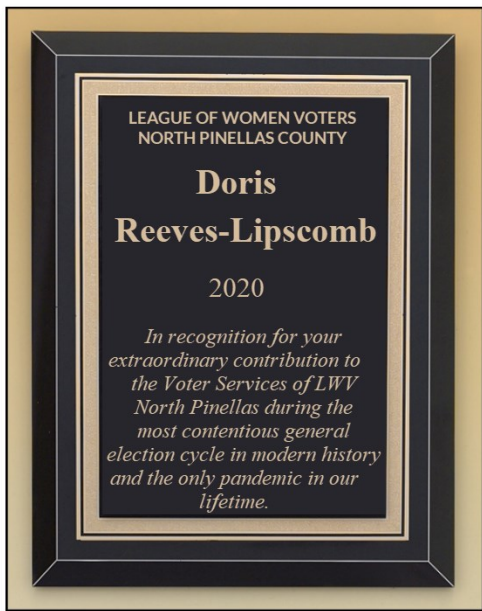 LEAGUE OF WOMEN VOTERS
NORTH PINELLAS COUNTY
Doris
Reeves-Lipscomb
2020
In recognition for your
extraordinary contribution to
the Voter Services of LWV
North Pinellas during the
most contentious general
election cycle in modern history
and the only pandemic in our
lifetime.